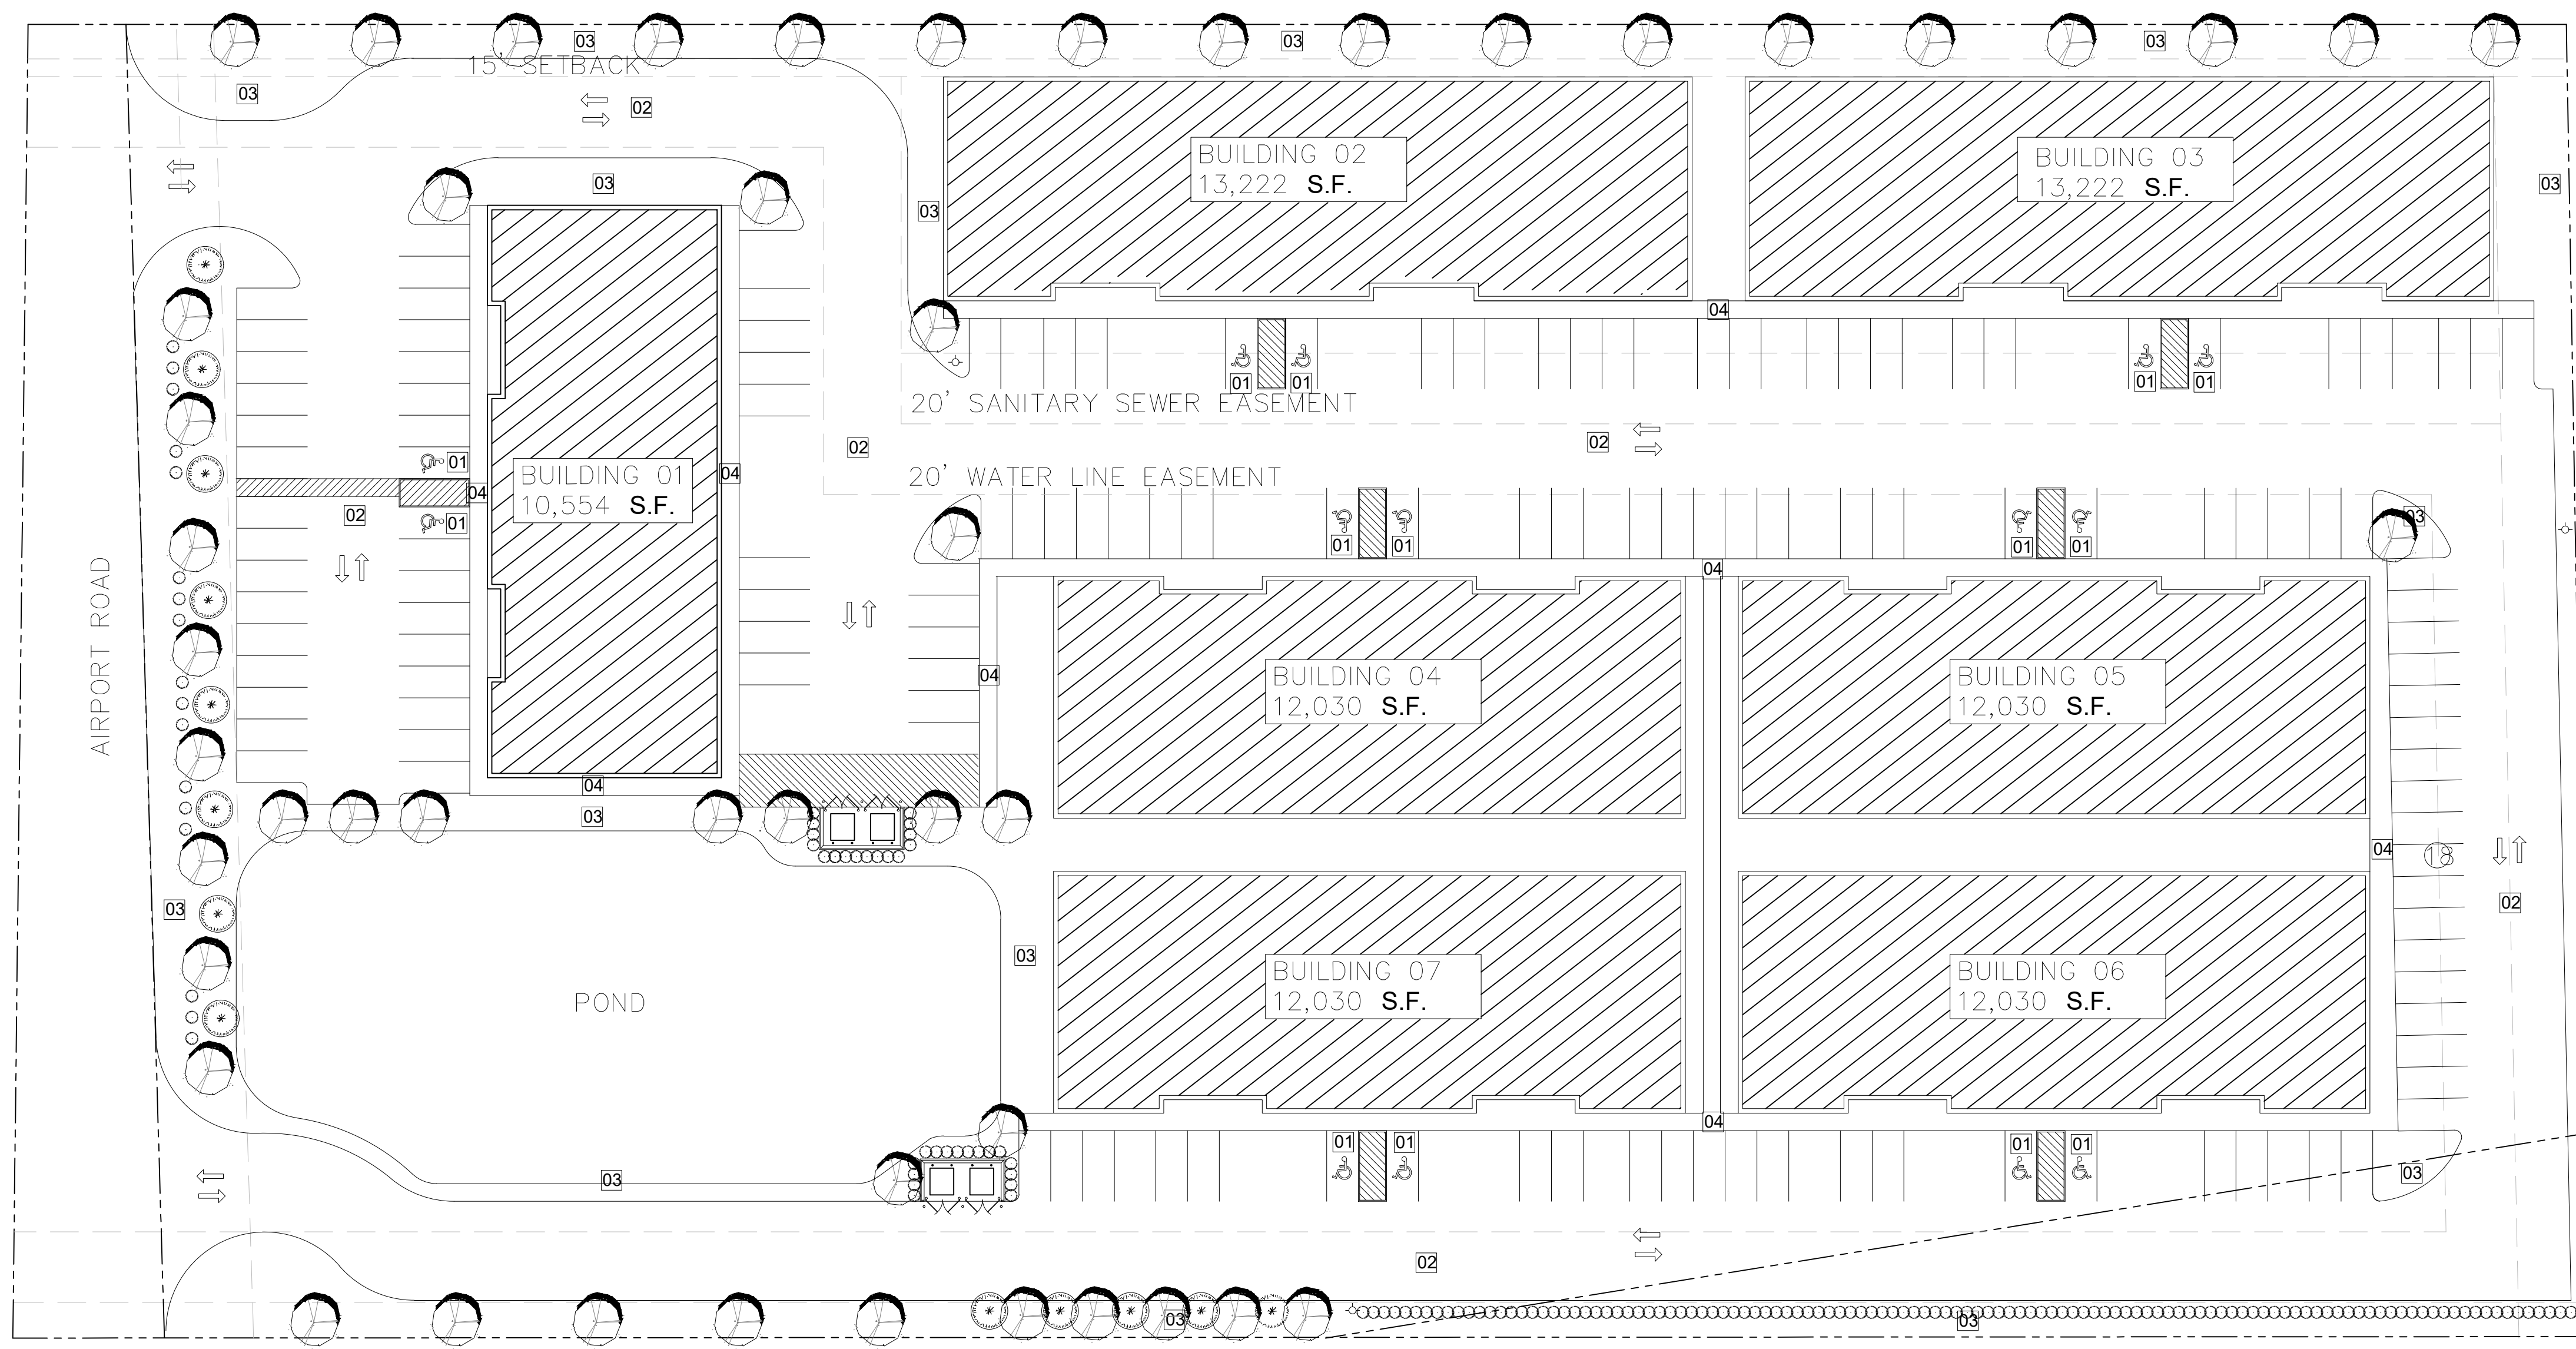 03
03
03
15' SETBACK
03
02
BUILDING 02
13,222 S.F.
BUILDING 03
13,222 S.F.
03
03
03
04
01
01
01
01
20' SANITARY SEWER EASEMENT
02
02
20' WATER LINE EASEMENT
01
04
BUILDING 01
10,554 S.F.
04
02
01
01
01
01
01
03
04
AIRPORT ROAD
04
BUILDING 04
12,030 S.F.
BUILDING 05
12,030 S.F.
04
03
04
18
03
02
03
POND
BUILDING 07
12,030 S.F.
BUILDING 06
12,030 S.F.
04
01
01
01
01
03
03
02
03
03